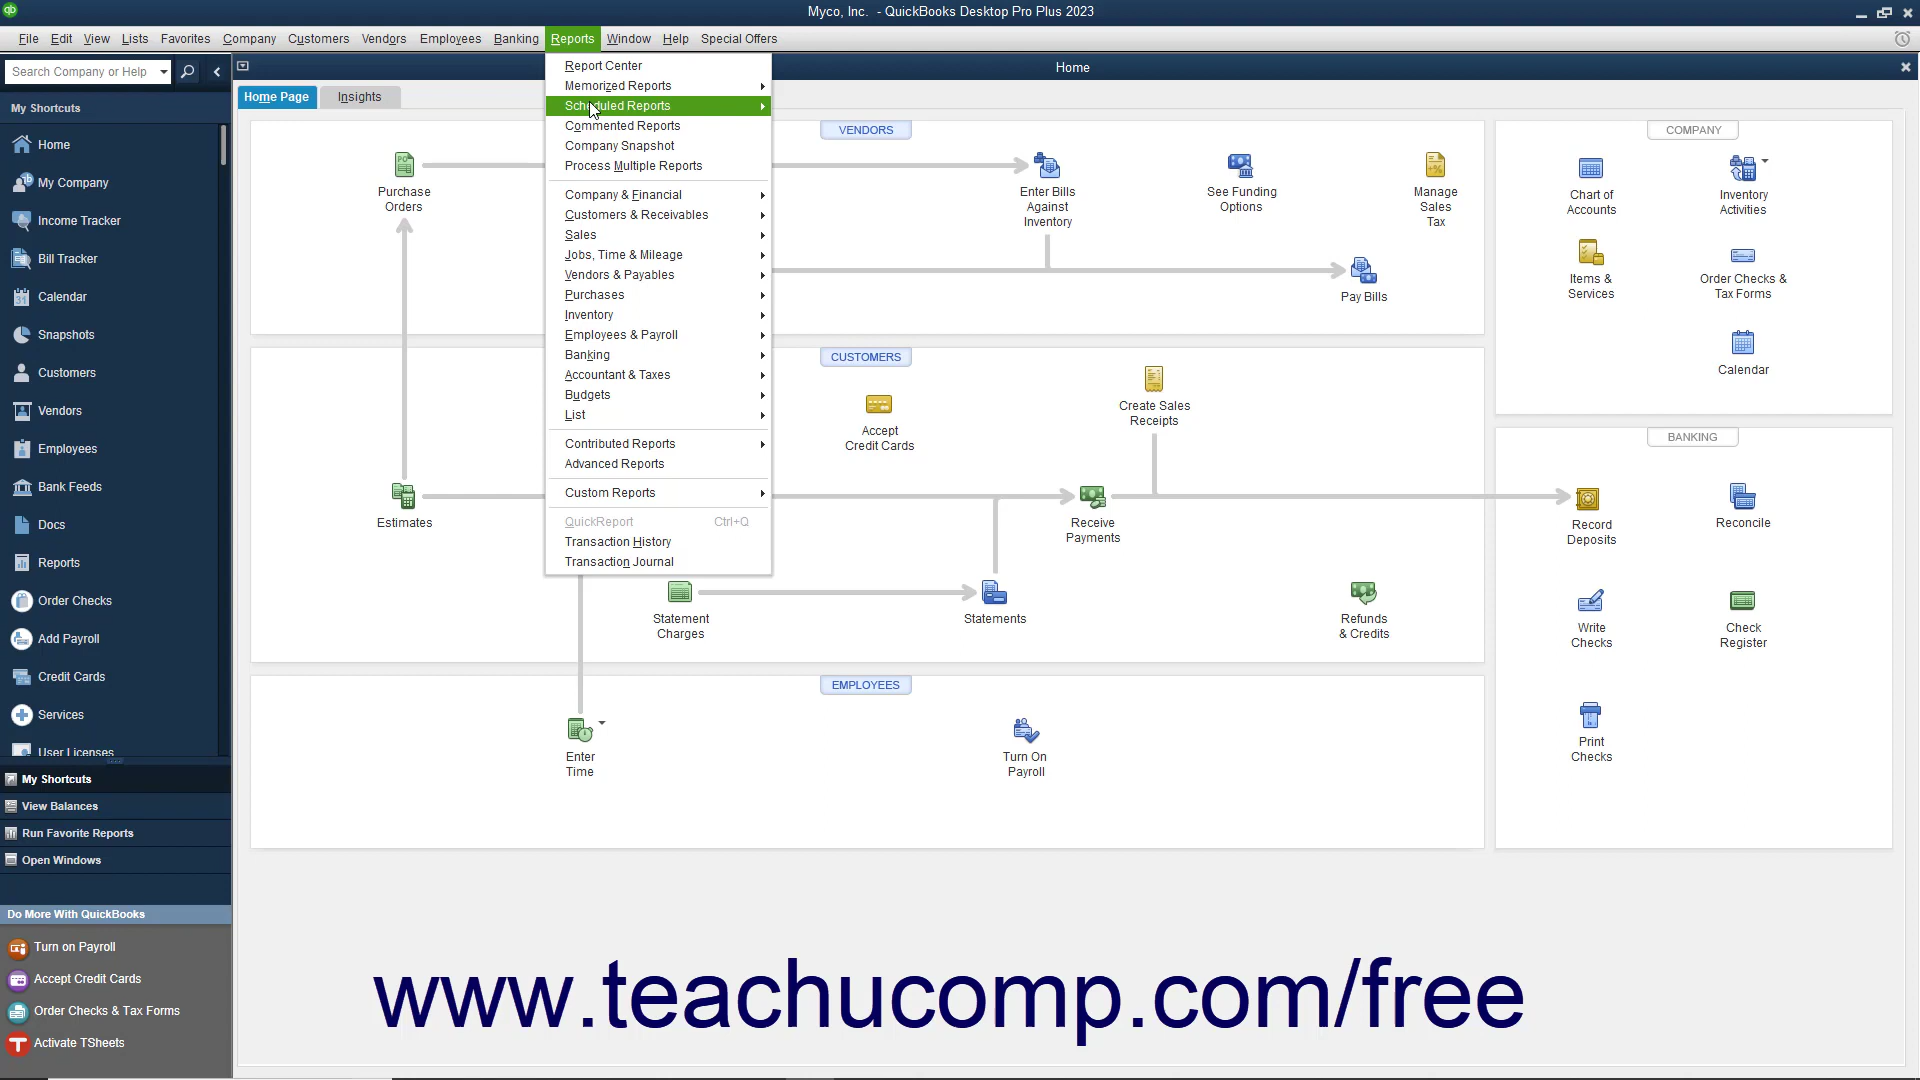 Myco, Inc. - QuickBooks Desktop Pro Plus 2023
File Edit View Lists Favorites Company Customers Vendors Employees Banking Reports Window Help Special Offers
Search Company or Help
Home
Home Page
Insights
My Shortcuts
Home
My Company
Income Tracker
Bill Tracker
Calendar
Snapshots
Customers
Vendors
Employees
Bank Feeds
Docs
Reports
Order Checks
Add Payroll
Credit Cards
Services
User Licenses
My Shortcuts
View Balances
Run Favorite Reports
Open Windows
Do More With QuickBooks
Turn on Payroll
Accept Credit Cards
Order Checks & Tax Forms
Activate TSheets
Report Center
Memorized Reports
Scheduled Reports
Commented Reports
Company Snapshot
Process Multiple Reports
Company & Financial
Customers & Receivables
Sales
Jobs, Time & Mileage
Vendors & Payables
Purchases
Inventory
Employees & Payroll
Banking
Accountant & Taxes
Budgets
List
Contributed Reports
Advanced Reports
Custom Reports
QuickReport Ctrl+Q
Transaction History
Transaction Journal
VENDORS
Purchase
Orders
Enter Bills
Against
Inventory
See Funding
Options
Manage
Sales
Tax
Pay Bills
CUSTOMERS
Accept
Credit Cards
Create Sales
Receipts
Estimates
Receive
Payments
Statement
Charges
Statements
Refunds
& Credits
EMPLOYEES
Enter
Time
Turn On
Payroll
COMPANY
Chart of
Accounts
Inventory
Activities
Items &
Services
Order Checks &
Tax Forms
Calendar
BANKING
Record
Deposits
Reconcile
Write
Checks
Check
Register
Print
Checks
www.teachucomp.com/free